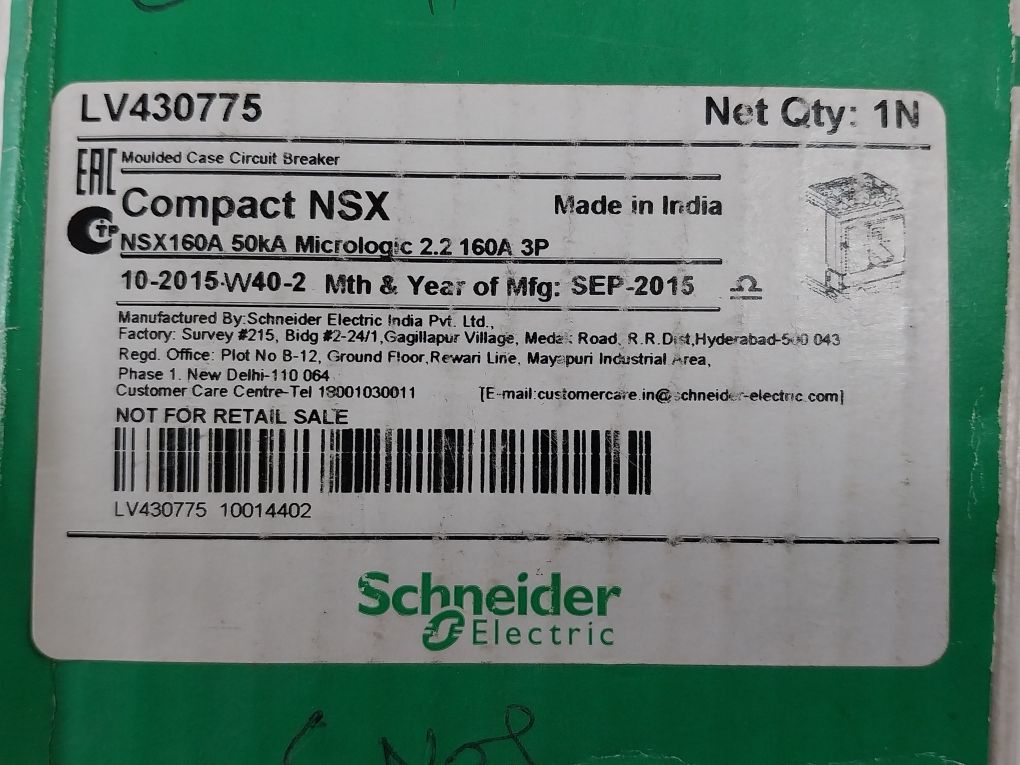 LV430775 Net Qty: 1N
EAC Moulded Case Circuit Breaker
Compact NSX Made in India
NSX160A 50kA Micrologic 2.2 160A 3P
10-2015-W40-2 Mth & Year of Mfg: SEP-2015
Manufactured By:Schneider Electric India Pvt. Ltd.,
Factory: Survey #215, Bldg #2-24/1,Gagillapur Village, Medak Road, R.R.Dist,Hyderabad-500 043
Regd. Office: Plot No B-12, Ground Floor,Rewari Line, Mayapuri Industrial Area,
Phase 1. New Delhi-110 064
Customer Care Centre-Tel 18001030011 [E-mail:customercare.in@schneider-electric.com]
NOT FOR RETAIL SALE
LV430775 10014402
Schneider
Electric